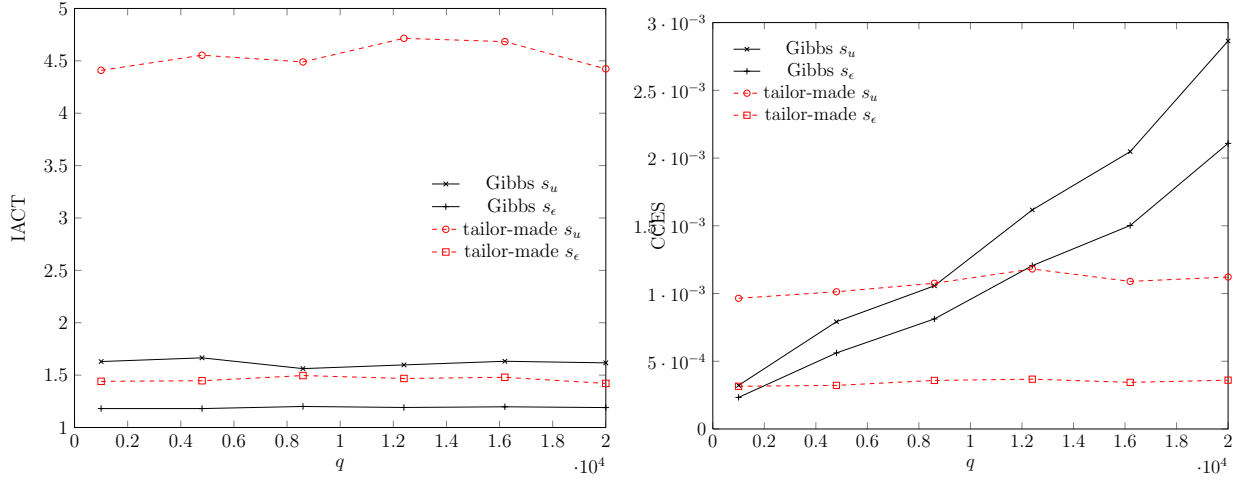 5
4.5
4
3.5
3
2.5
2
1.5
1
IACT
Gibbs s_u
Gibbs s_ϵ
tailor-made s_u
tailor-made s_ϵ
0 0.2 0.4 0.6 0.8 1 1.2 1.4 1.6 1.8 2
q
·10^4
3 · 10^−3
2.5 · 10^−3
2 · 10^−3
1.5 · 10^−3
1 · 10^−3
5 · 10^−4
0
CCES
Gibbs s_u
Gibbs s_ϵ
tailor-made s_u
tailor-made s_ϵ
0 0.2 0.4 0.6 0.8 1 1.2 1.4 1.6 1.8 2
q
·10^4